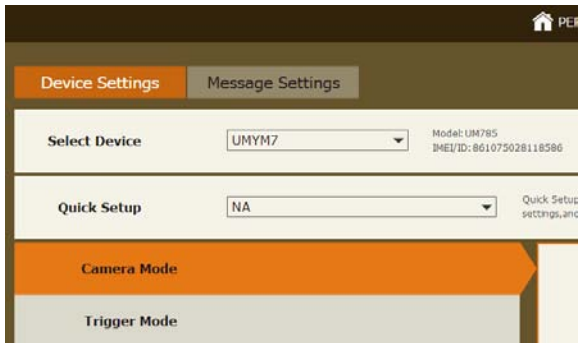 Device Settings
Message Settings
Select Device
UMYM7
Model: UM785
IMEI/ID: 861075028118586
Quick Setup
NA
Quick Setup
settings,and
Camera Mode
Trigger Mode